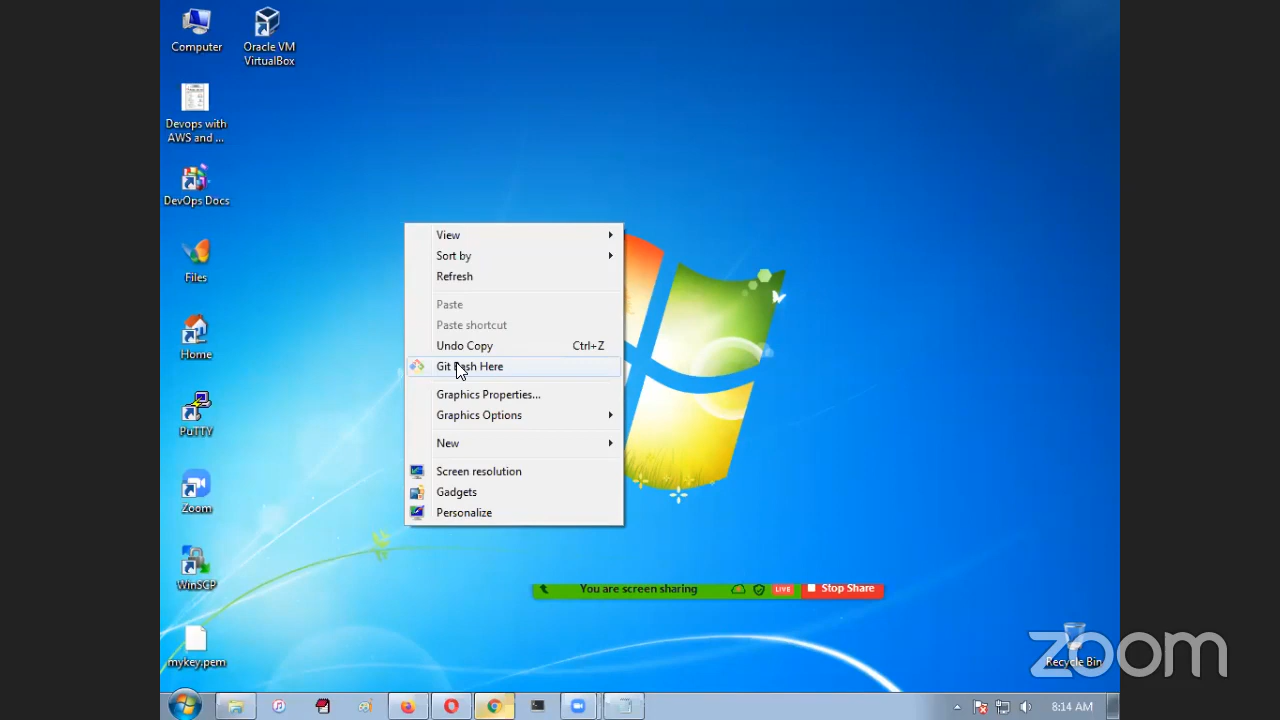 Computer
Oracle VM
VirtualBox
Devops with
AWS and ...
DevOps Docs
Files
Home
PuTTY
Zoom
WinSCP
mykey.pem
View
Sort by
Refresh
Paste
Paste shortcut
Undo Copy Ctrl+Z
Git Bash Here
Graphics Properties...
Graphics Options
New
Screen resolution
Gadgets
Personalize
You are screen sharing LIVE Stop Share
Recycle Bin
zoom
8:14 AM